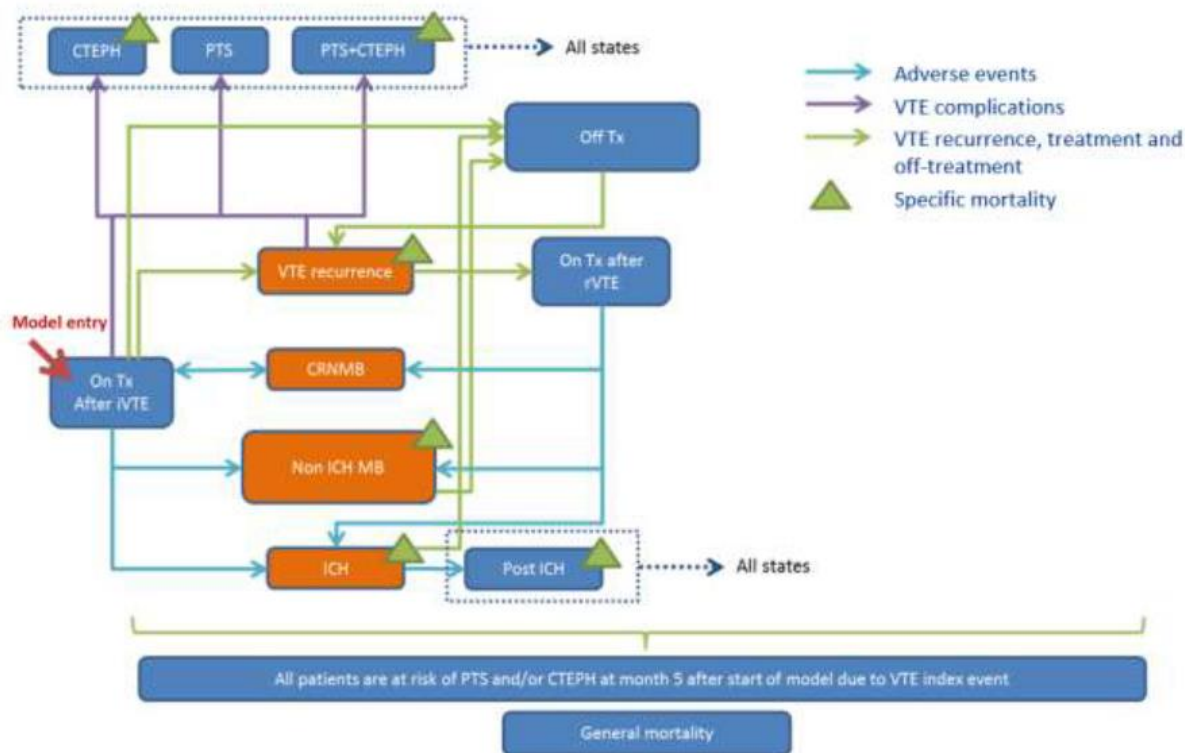 CTEPH
PTS
PTS+CTEPH
All states
Adverse events
VTE complications
VTE recurrence, treatment and
off-treatment
Specific mortality
Off Tx
VTE recurrence
On Tx after
rVTE
Model entry
On Tx
After iVTE
CRNMB
Non ICH MB
ICH
Post ICH
All states
All patients are at risk of PTS and/or CTEPH at month 5 after start of model due to VTE index event
General mortality